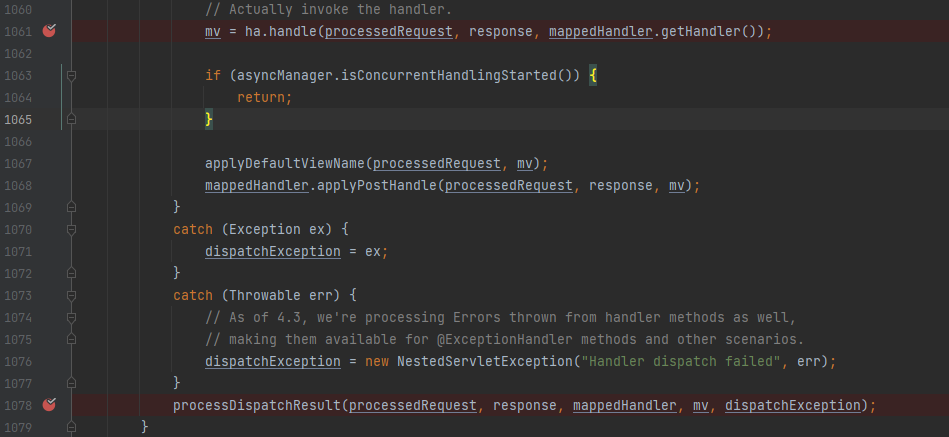 1060 // Actually invoke the handler.
1061 mv = ha.handle(processedRequest, response, mappedHandler.getHandler());
1062
1063 if (asyncManager.isConcurrentHandlingStarted()) {
1064 return;
1065 }
1066
1067 applyDefaultViewName(processedRequest, mv);
1068 mappedHandler.applyPostHandle(processedRequest, response, mv);
1069 }
1070 catch (Exception ex) {
1071 dispatchException = ex;
1072 }
1073 catch (Throwable err) {
1074 // As of 4.3, we're processing Errors thrown from handler methods as well,
1075 // making them available for @ExceptionHandler methods and other scenarios.
1076 dispatchException = new NestedServletException("Handler dispatch failed", err);
1077 }
1078 processDispatchResult(processedRequest, response, mappedHandler, mv, dispatchException);
1079 }